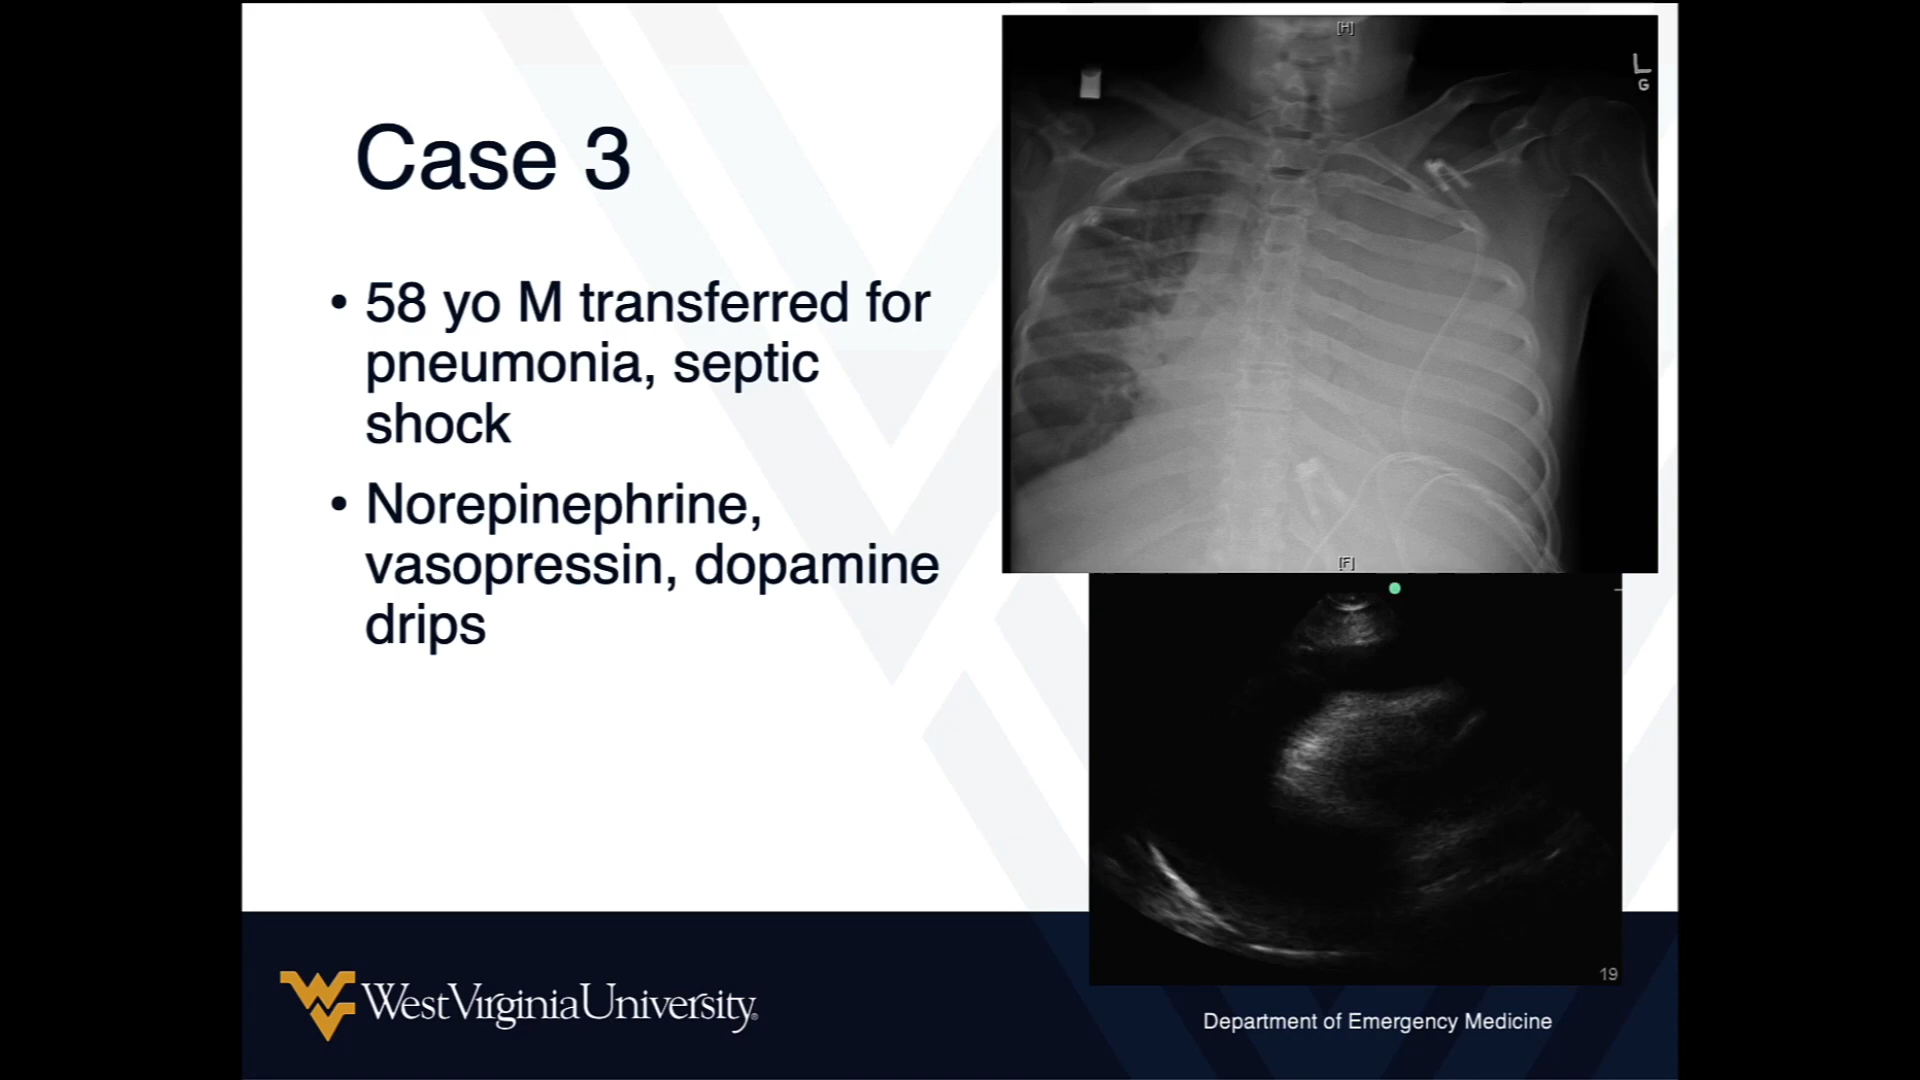 Case 3
• 58 yo M transferred for
pneumonia, septic
shock
• Norepinephrine,
vasopressin, dopamine
drips
[H]
L
G
[F]
19
WestVirginiaUniversity.
Department of Emergency Medicine